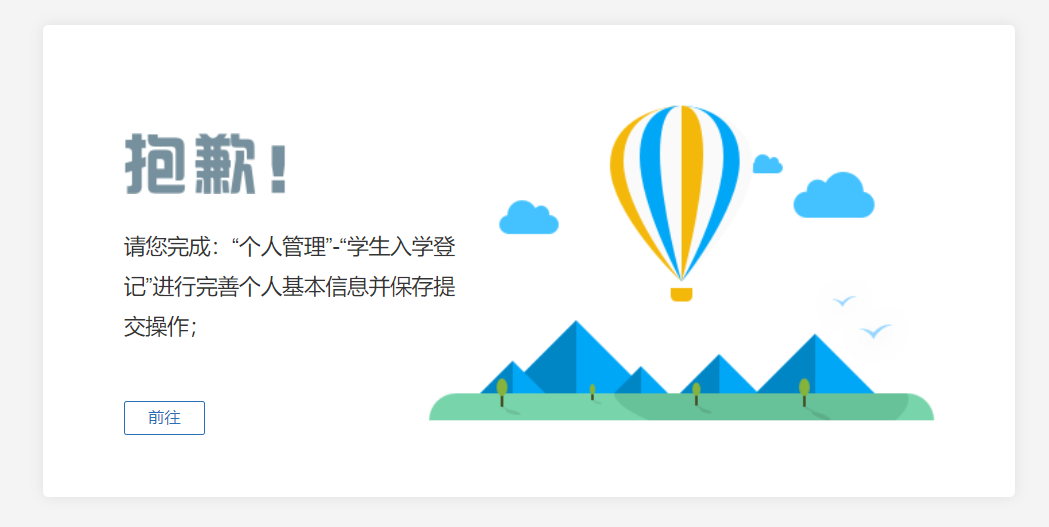 抱歉!
请您完成：“个人管理”-“学生入学登
记”进行完善个人基本信息并保存提
交操作；
前往